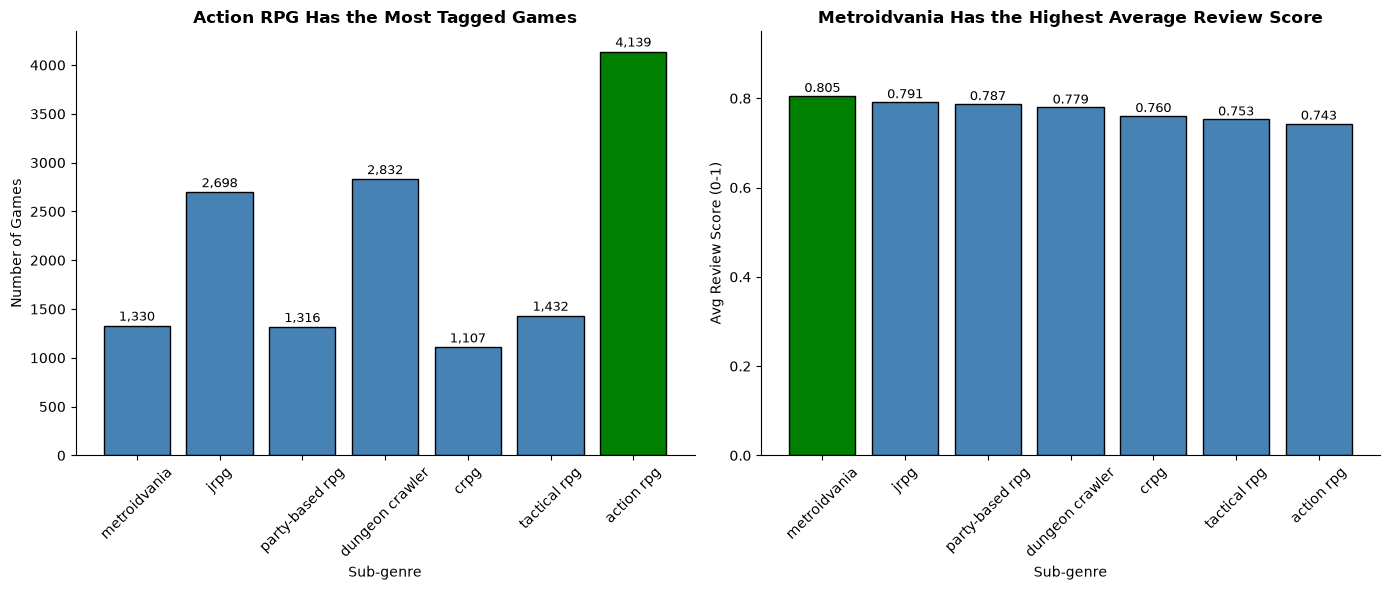 Action RPG Has the Most Tagged Games
Number of Games
4000
3500
3000
2500
2000
1500
1000
500
0
1,330
2,698
1,316
2,832
1,107
1,432
4,139
metroidvania
jrpg
party-based rpg
dungeon crawler
crpg
tactical rpg
action rpg
Sub-genre
Metroidvania Has the Highest Average Review Score
Avg Review Score (0-1)
0.8
0.6
0.4
0.2
0.0
0.805
0.791
0.787
0.779
0.760
0.753
0.743
metroidvania
jrpg
party-based rpg
dungeon crawler
crpg
tactical rpg
action rpg
Sub-genre